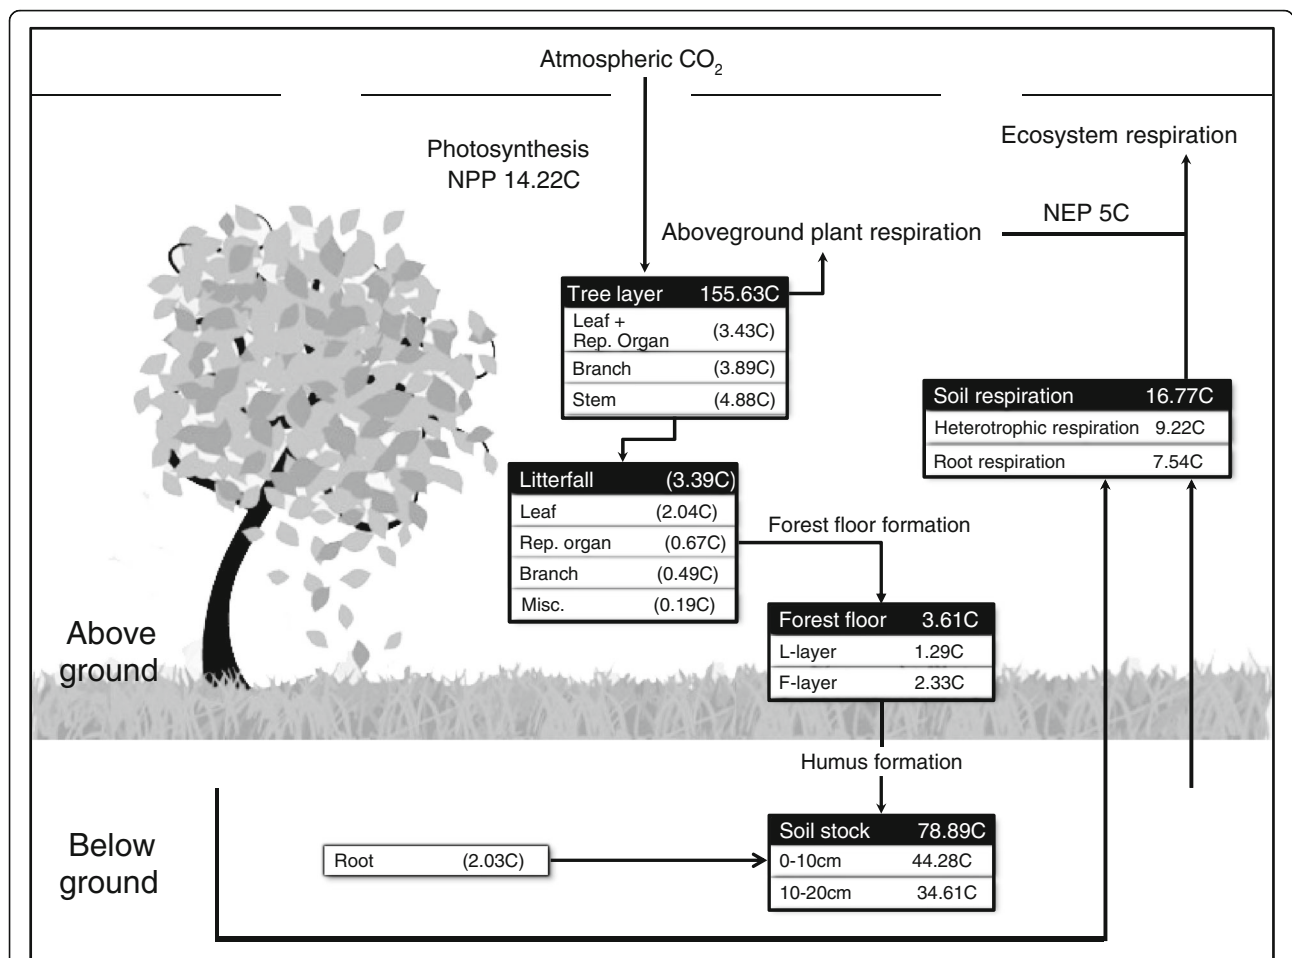 Atmospheric CO₂
Photosynthesis
NPP 14.22C
Ecosystem respiration
NEP 5C
Aboveground plant respiration
Tree layer 155.63C
Leaf +
Rep. Organ (3.43C)
Branch (3.89C)
Stem (4.88C)
Soil respiration 16.77C
Heterotrophic respiration 9.22C
Root respiration 7.54C
Litterfall (3.39C)
Leaf (2.04C)
Rep. organ (0.67C)
Branch (0.49C)
Misc. (0.19C)
Forest floor formation
Forest floor 3.61C
L-layer 1.29C
F-layer 2.33C
Above
ground
Humus formation
Soil stock 78.89C
0-10cm 44.28C
10-20cm 34.61C
Root (2.03C)
Below
ground